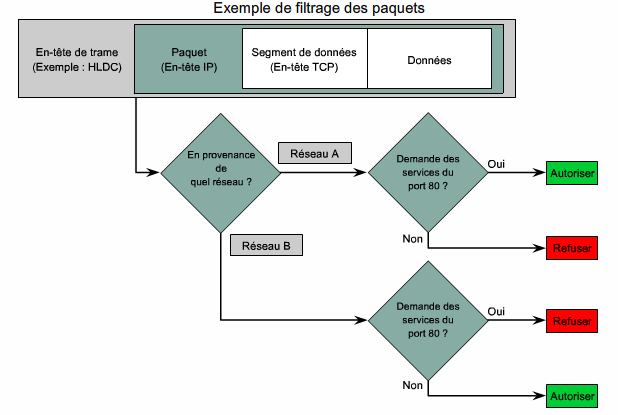 Exemple de filtrage des paquets
En-tête de trame
(Exemple : HLDC)
Paquet
(En-tête IP)
Segment de données
(En-tête TCP)
Données
En provenance
de
quel réseau ?
Réseau A
Demande des
services du
port 80 ?
Oui
Autoriser
Non
Refuser
Réseau B
Demande des
services du
port 80 ?
Oui
Refuser
Non
Autoriser